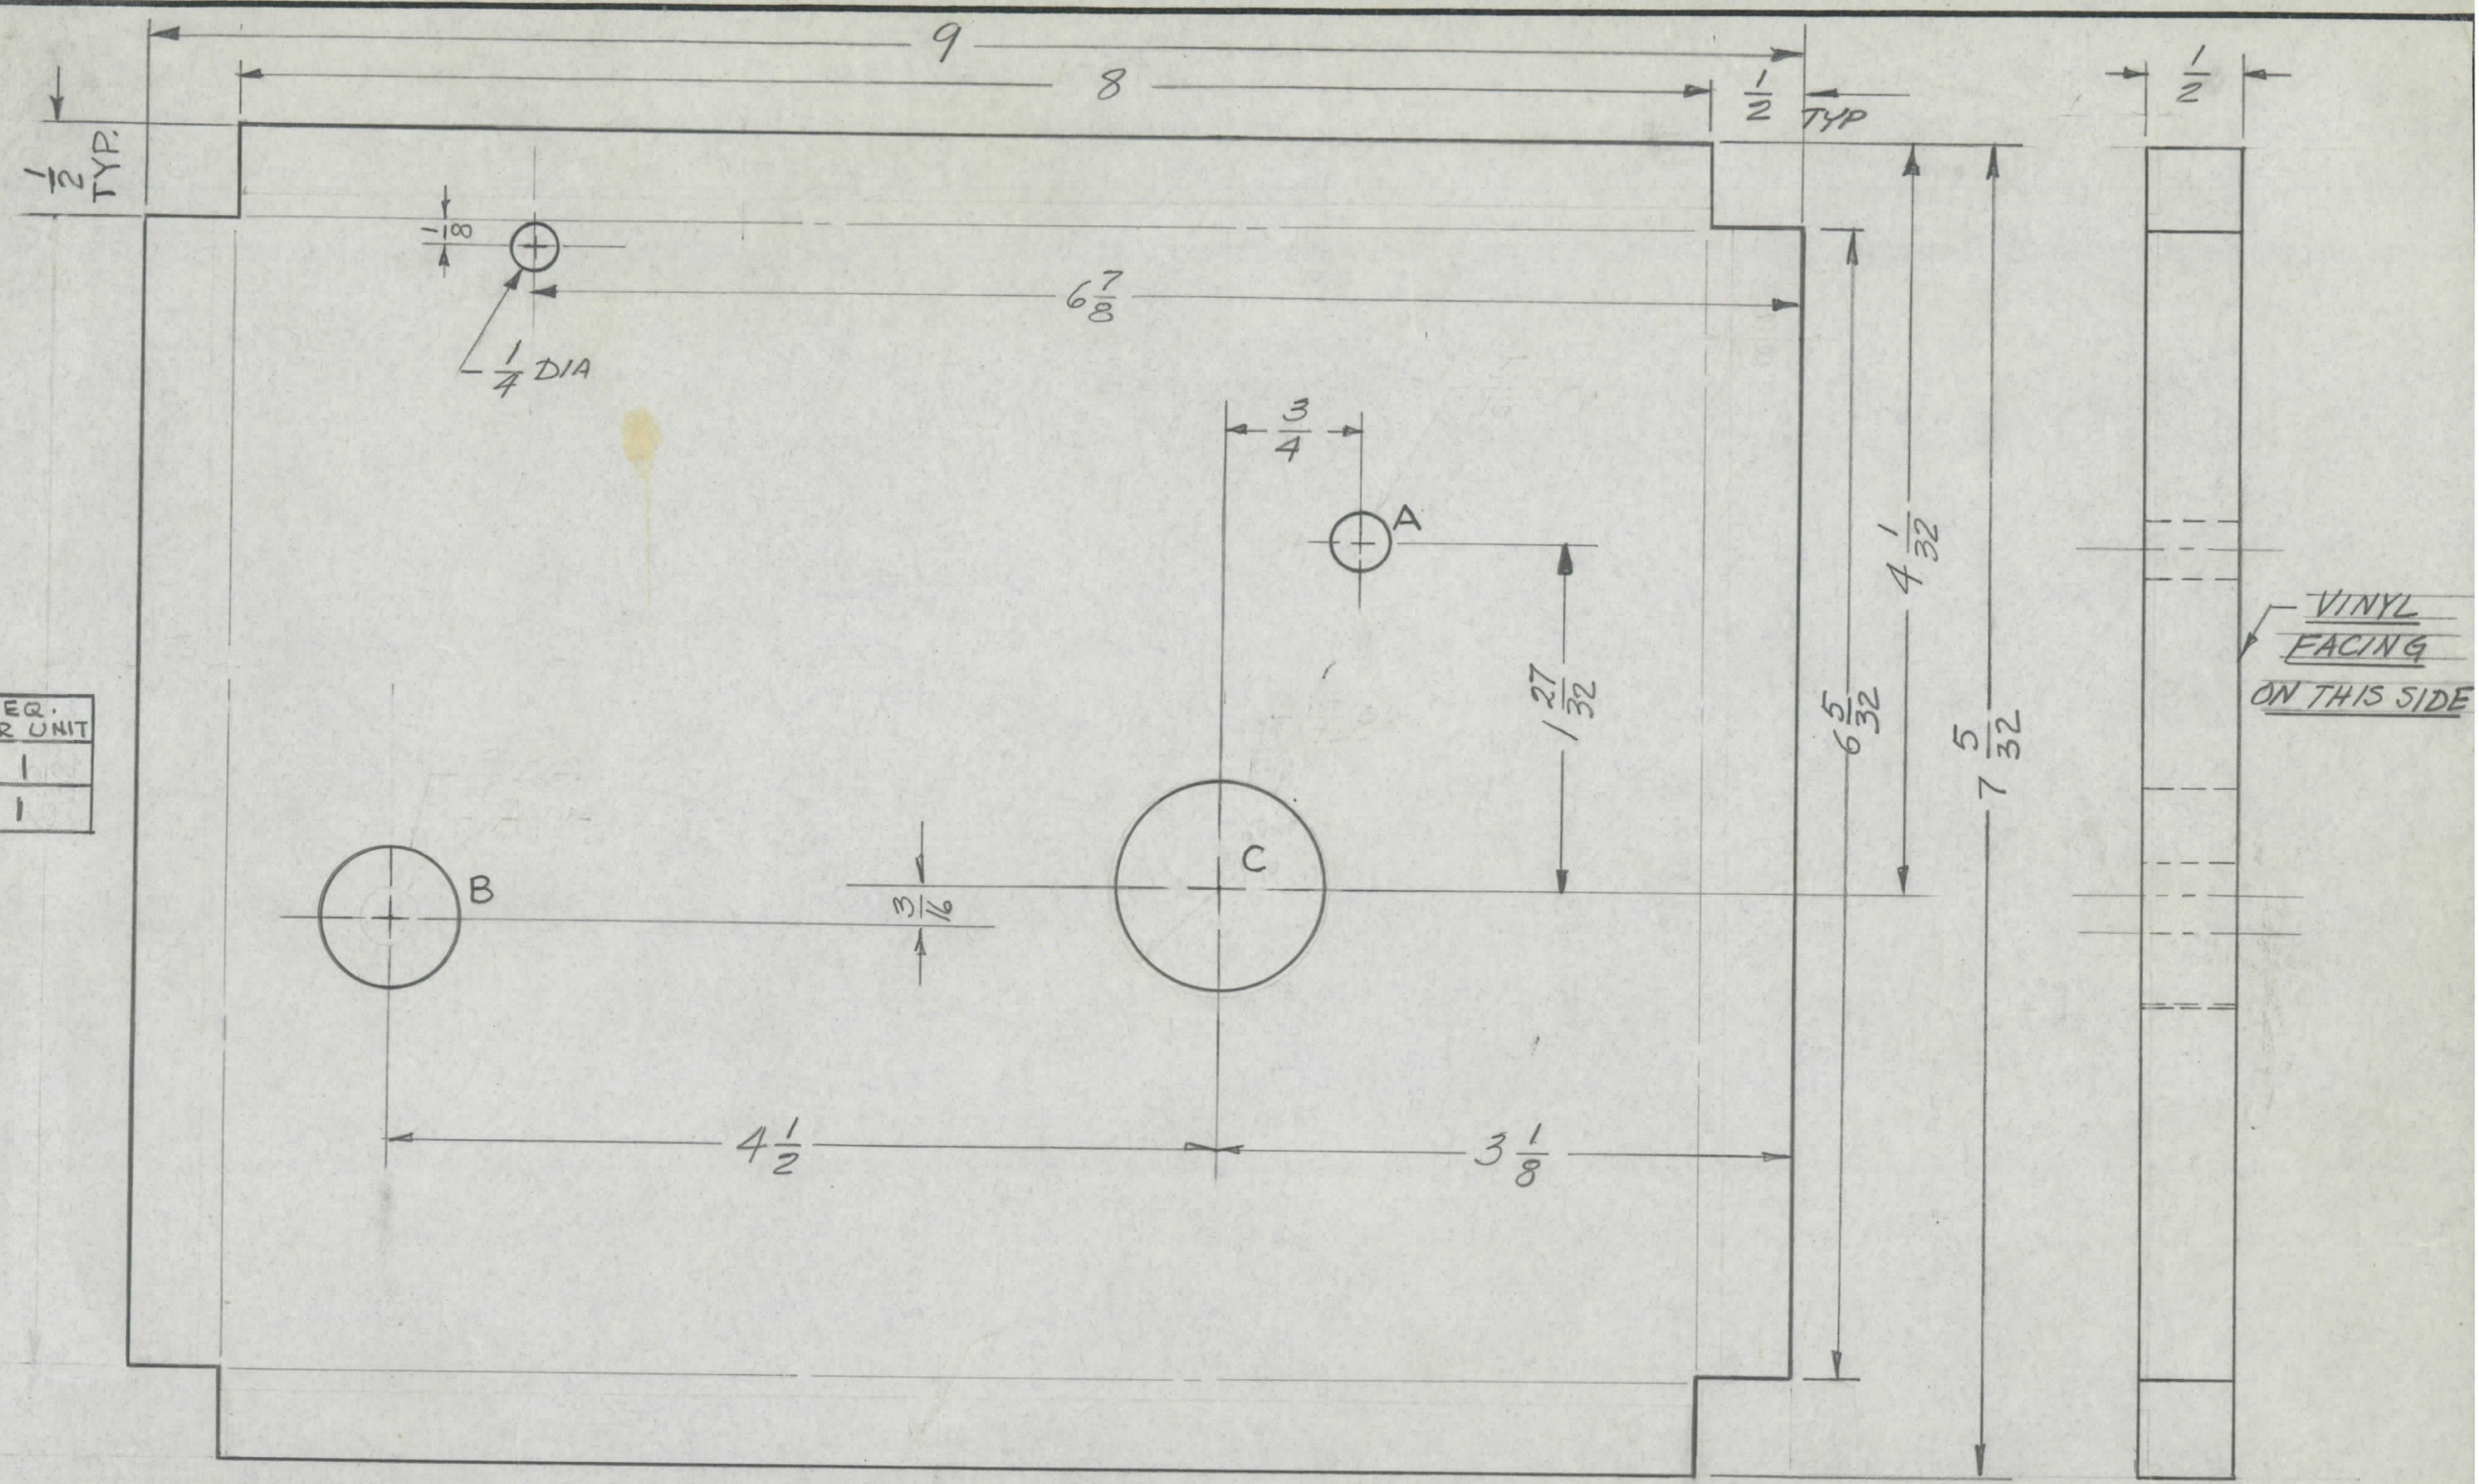 9
8
1/2 TYP
1/2
1/2 TYP.
1/8
6 7/8
1/4 DIA
3/4
A
4 1/32
VINYL
FACING
ON THIS SIDE
1 27/32
6 5/32
7 5/32
EQ.
R UNIT
1
1
C
B
3/16
4 1/2
3 1/8